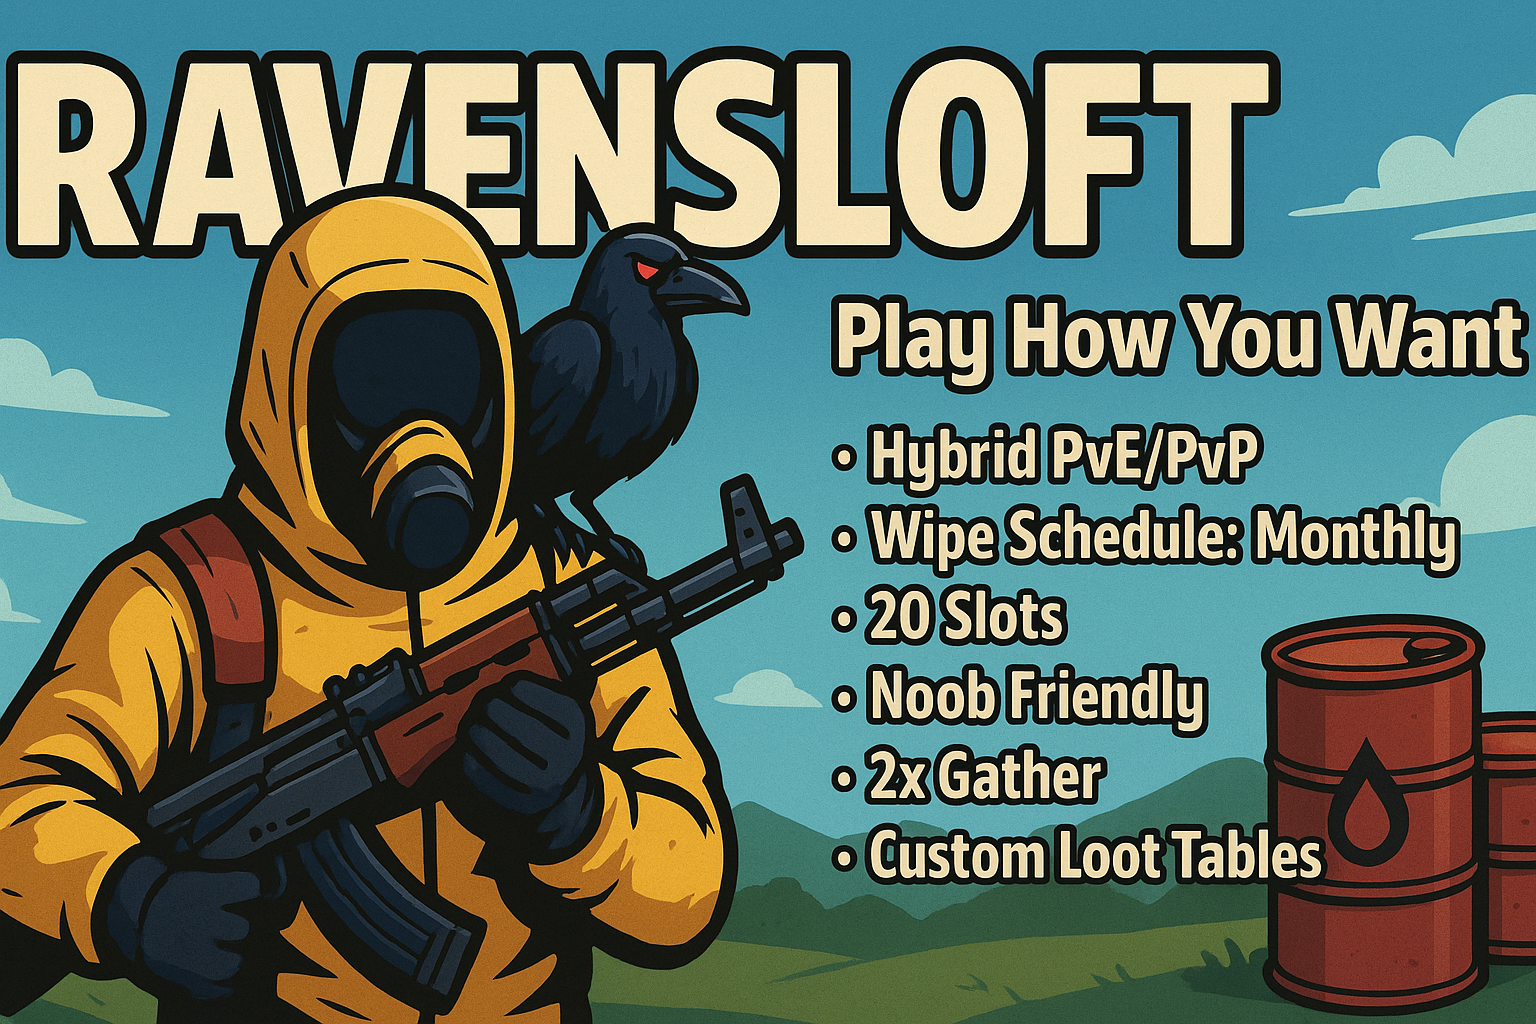 RAVENSLOFT
Play How You Want
• Hybrid PvE/PvP
• Wipe Schedule: Monthly
• 20 Slots
• Noob Friendly
• 2x Gather
• Custom Loot Tables